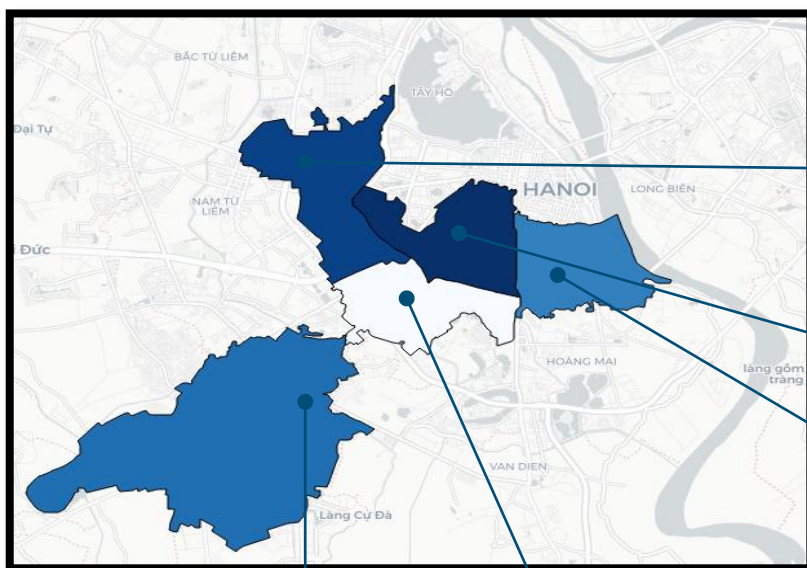 BẮC TỪ LIÊM
TÂY HỒ
Đại Tự
HANOI
LONG BIÊN
NAM TỪ
LIÊM
i Đức
HOÀNG MAI
làng gốm
tràng
VAN DIEN
Làng Cự Đà